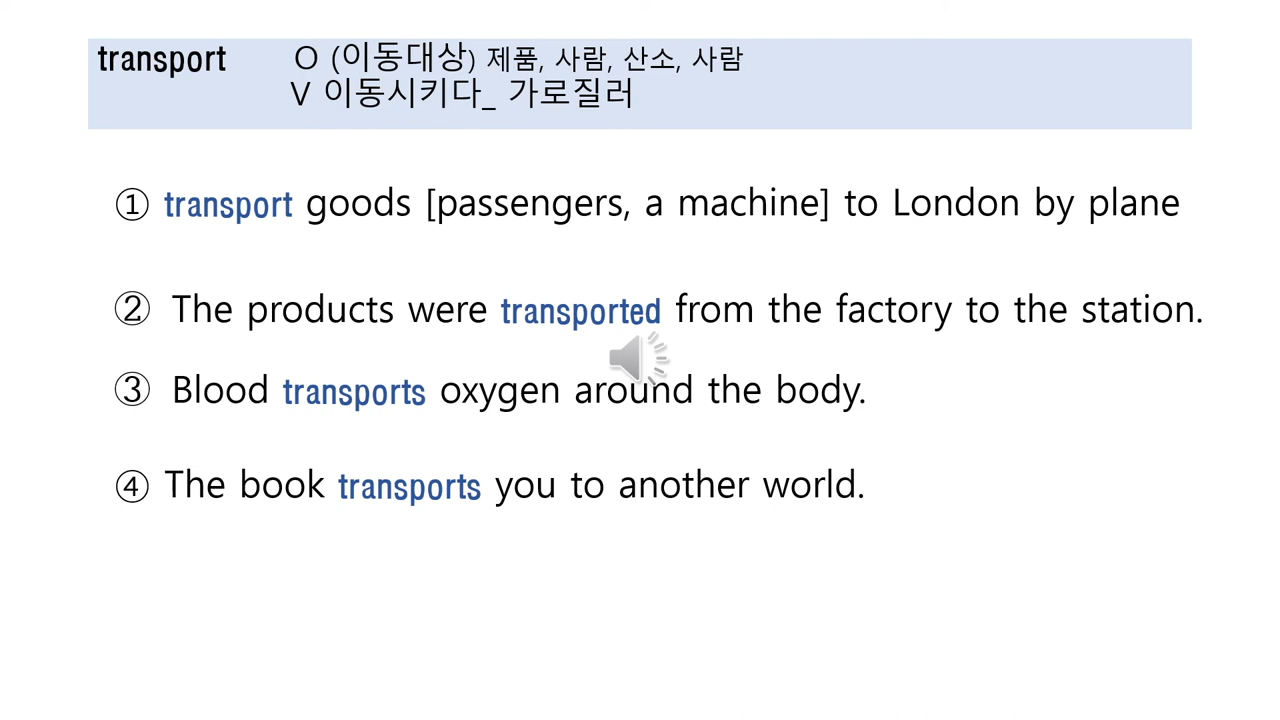 transport O (이동대상) 제품, 사람, 산소, 사람
V 이동시키다_ 가로질러
① transport goods [passengers, a machine] to London by plane
② The products were transported from the factory to the station.
③ Blood transports oxygen around the body.
④ The book transports you to another world.